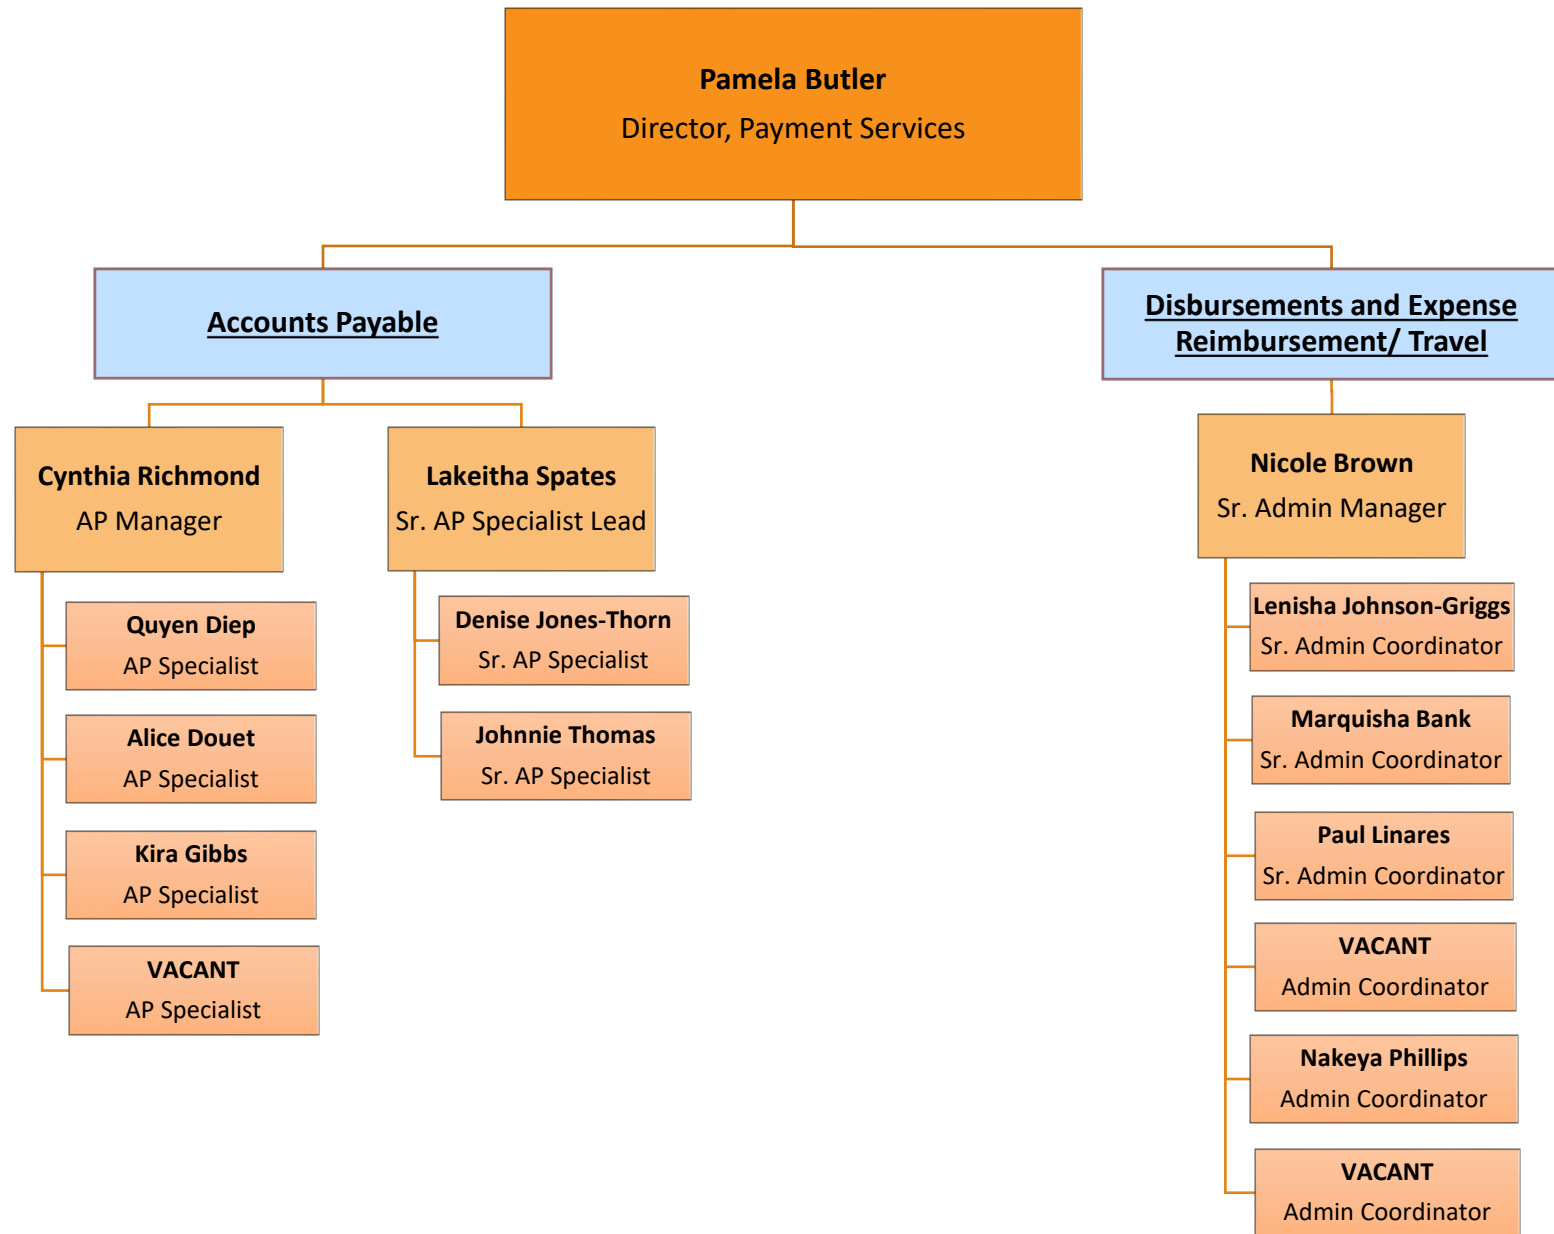 Pamela Butler
Director, Payment Services
Accounts Payable
Disbursements and Expense
Reimbursement/ Travel
Cynthia Richmond
AP Manager
Quyen Diep
AP Specialist
Alice Douet
AP Specialist
Kira Gibbs
AP Specialist
VACANT
AP Specialist
Lakeitha Spates
Sr. AP Specialist Lead
Denise Jones-Thorn
Sr. AP Specialist
Johnnie Thomas
Sr. AP Specialist
Nicole Brown
Sr. Admin Manager
Lenisha Johnson-Griggs
Sr. Admin Coordinator
Marquisha Bank
Sr. Admin Coordinator
Paul Linares
Sr. Admin Coordinator
VACANT
Admin Coordinator
Nakeya Phillips
Admin Coordinator
VACANT
Admin Coordinator